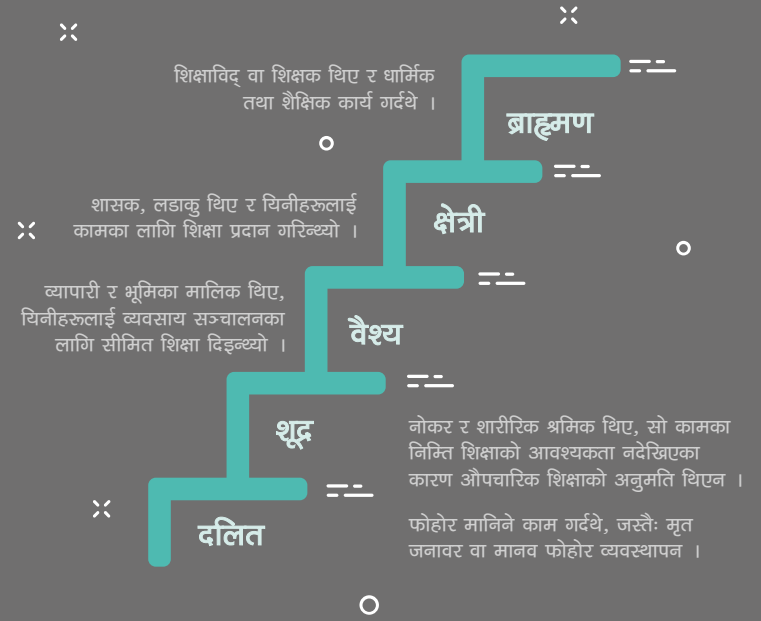 शिक्षाविद् वा शिक्षक थिए र धार्मिक
तथा शैक्षिक कार्य गर्दथे ।
ब्राह्मण
शासक, लडाकु थिए र यिनीहरूलाई
कामका लागि शिक्षा प्रदान गरिन्थ्यो ।
क्षेत्री
व्यापारी र भूमिका मालिक थिए,
यिनीहरूलाई व्यवसाय सञ्चालनका
लागि सीमित शिक्षा दिइन्थ्यो ।
वैश्य
शूद्र
नोकर र शारीरिक श्रमिक थिए, सो कामका
निम्ति शिक्षाको आवश्यकता नदेखिएका
कारण औपचारिक शिक्षाको अनुमति थिएन ।
दलित
फोहोर मानिने काम गर्दथे, जस्तैः मृत
जनावर वा मानव फोहोर व्यवस्थापन ।